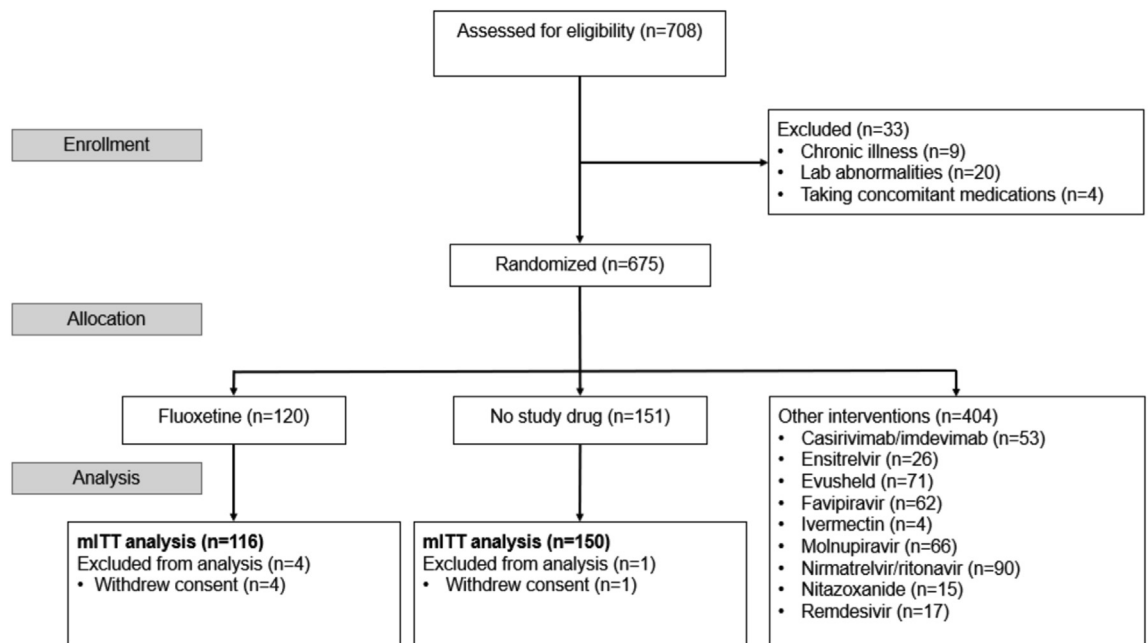 Assessed for eligibility (n=708)
Enrollment
Excluded (n=33)
• Chronic illness (n=9)
• Lab abnormalities (n=20)
• Taking concomitant medications (n=4)
Randomized (n=675)
Allocation
Fluoxetine (n=120)
No study drug (n=151)
Other interventions (n=404)
• Casirivimab/imdevimab (n=53)
• Ensitrelvir (n=26)
• Evusheld (n=71)
• Favipiravir (n=62)
• Ivermectin (n=4)
• Molnupiravir (n=66)
• Nirmatrelvir/ritonavir (n=90)
• Nitazoxanide (n=15)
• Remdesivir (n=17)
Analysis
mITT analysis (n=116)
Excluded from analysis (n=4)
• Withdrew consent (n=4)
mITT analysis (n=150)
Excluded from analysis (n=1)
• Withdrew consent (n=1)